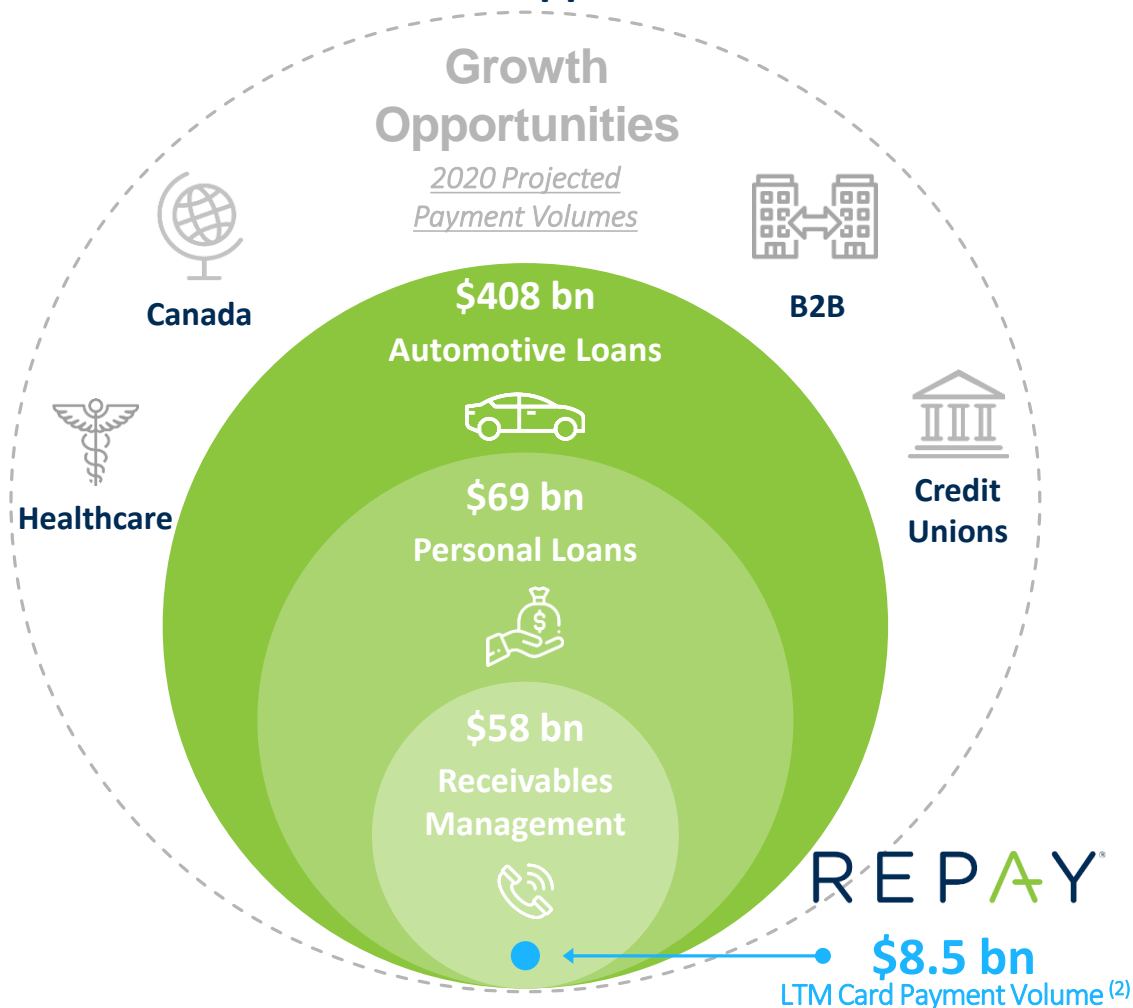 Growth
Opportunities
2020 Projected
Payment Volumes
Canada
B2B
$408 bn
Automotive Loans
Healthcare
Credit
Unions
$69 bn
Personal Loans
$58 bn
Receivables
Management
REPAY®
$8.5 bn
LTM Card Payment Volume (2)